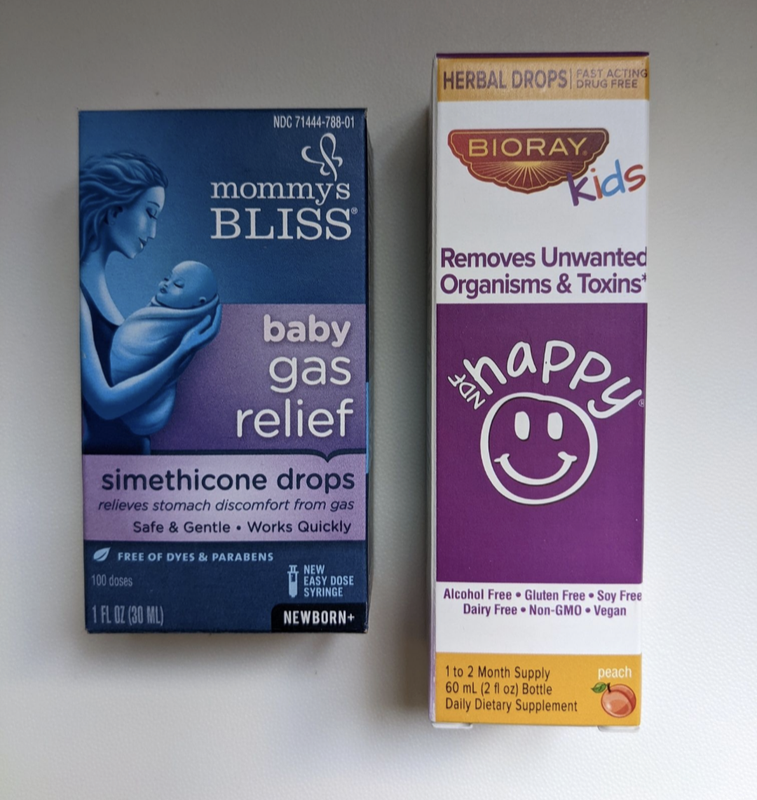 NDC 71444-788-01
mommy's
BLISS®
baby
gas
relief
simethicone drops
relieves stomach discomfort from gas
Safe & Gentle • Works Quickly
FREE OF DYES & PARABENS
100 doses
NEW
EASY DOSE
SYRINGE
1 FL OZ (30 ML)
NEWBORN+
HERBAL DROPS | FAST ACTING
DRUG FREE
BIORAY®
kids
Removes Unwanted
Organisms & Toxins*
NDF happy®
Alcohol Free • Gluten Free • Soy Free
Dairy Free • Non-GMO • Vegan
1 to 2 Month Supply
60 mL (2 fl oz) Bottle
Daily Dietary Supplement
peach